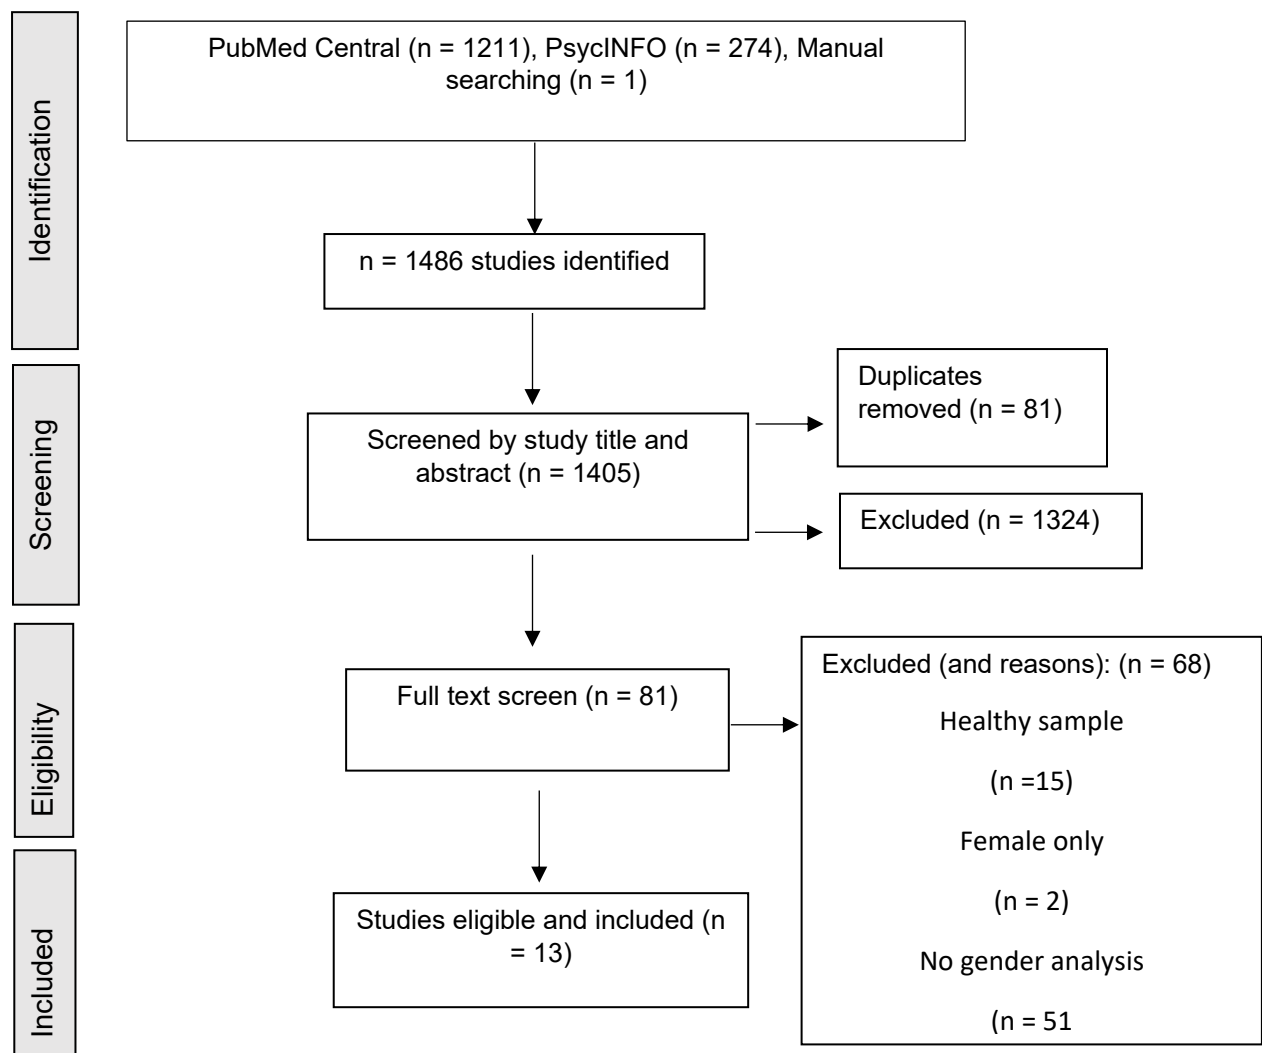 Identification
PubMed Central (n = 1211), PsycINFO (n = 274), Manual
searching (n = 1)
n = 1486 studies identified
Screening
Duplicates
removed (n = 81)
Screened by study title and
abstract (n = 1405)
Excluded (n = 1324)
Eligibility
Full text screen (n = 81)
Excluded (and reasons): (n = 68)
Healthy sample
(n =15)
Female only
(n = 2)
No gender analysis
(n = 51
Included
Studies eligible and included (n
= 13)